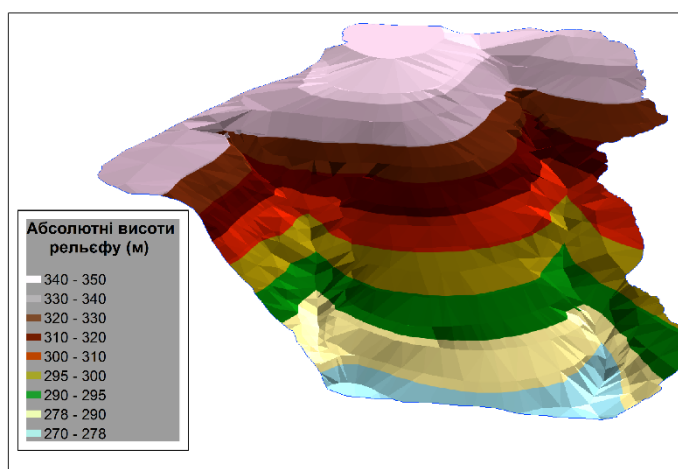 Абсолютні висоти
рельєфу (м)
340 - 350
330 - 340
320 - 330
310 - 320
300 - 310
295 - 300
290 - 295
278 - 290
270 - 278